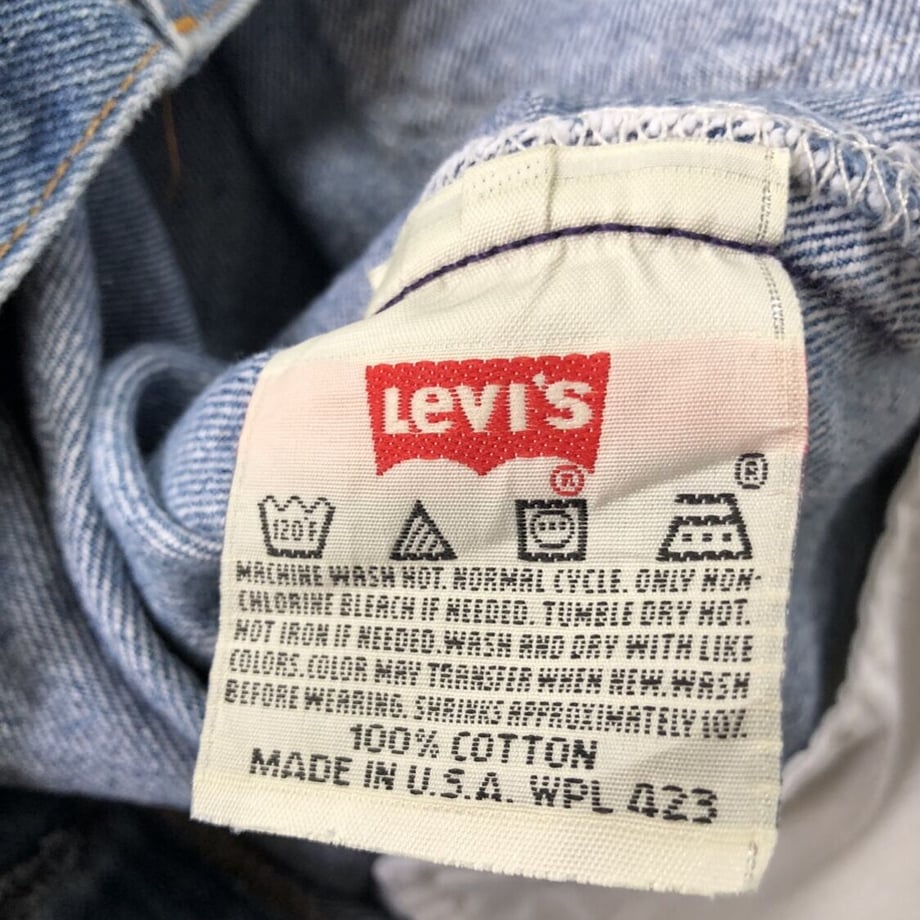 LEVI'S
®
®
120°F
MACHINE WASH HOT. NORMAL CYCLE. ONLY NON-
CHLORINE BLEACH IF NEEDED. TUMBLE DRY HOT.
HOT IRON IF NEEDED.WASH AND DRY WITH LIKE
COLORS.COLOR MAY TRANSFER WHEN NEW.WASH
BEFORE WEARING. SHRINKS APPROXIMATELY 10%.
100% COTTON
MADE IN U.S.A. WPL 423